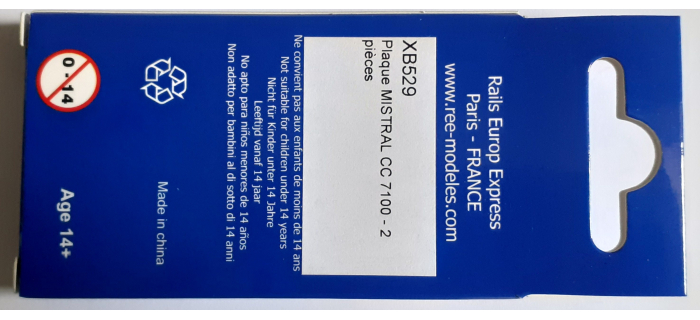 Rails Europ Express
Paris - FRANCE
www.ree-modeles.com
XB529
Plaque MISTRAL CC 7100 - 2
pièces
Ne convient pas aux enfants de moins de 14 ans
Not suitable for children under 14 years
Nicht für Kinder unter 14 Jahre
Leeftijd vanaf 14 jaar
No apto para niños menores de 14 años
Non adatto per bambini al di sotto di 14 anni
Made in china
0 - 14
Age 14+